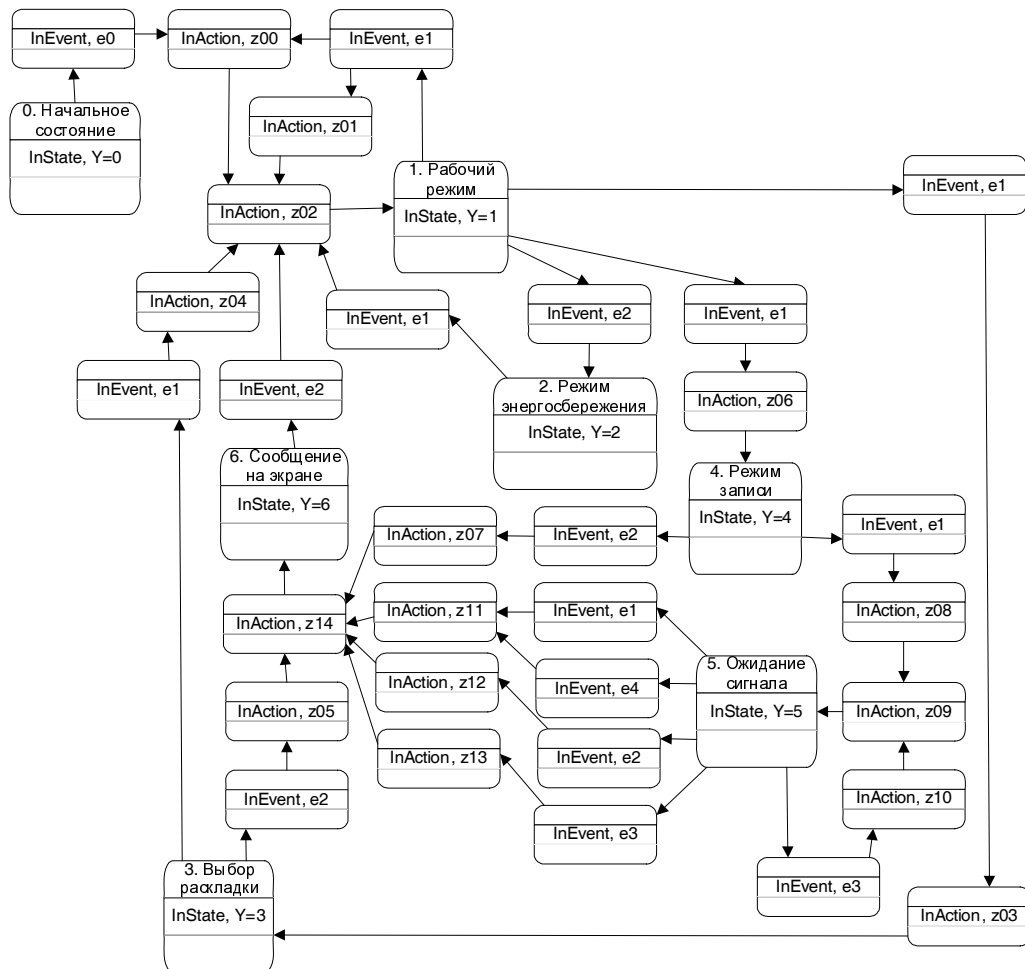 InEvent, e0
InAction, z00
InEvent, e1
0. Начальное
состояние
InState, Y=0
InAction, z01
1. Рабочий
режим
InState, Y=1
InEvent, e1
InAction, z02
InAction, z04
InEvent, e1
InEvent, e2
InEvent, e1
InEvent, e1
InEvent, e2
2. Режим
энергосбережения
InState, Y=2
InAction, z06
6. Сообщение
на экране
InState, Y=6
4. Режим
записи
InState, Y=4
InAction, z07
InEvent, e2
InEvent, e1
InAction, z14
InAction, z11
InEvent, e1
InAction, z08
InAction, z12
InEvent, e4
5. Ожидание
сигнала
InState, Y=5
InAction, z05
InAction, z09
InAction, z13
InEvent, e2
InEvent, e2
InAction, z10
InEvent, e3
3. Выбор
раскладки
InState, Y=3
InEvent, e3
InAction, z03